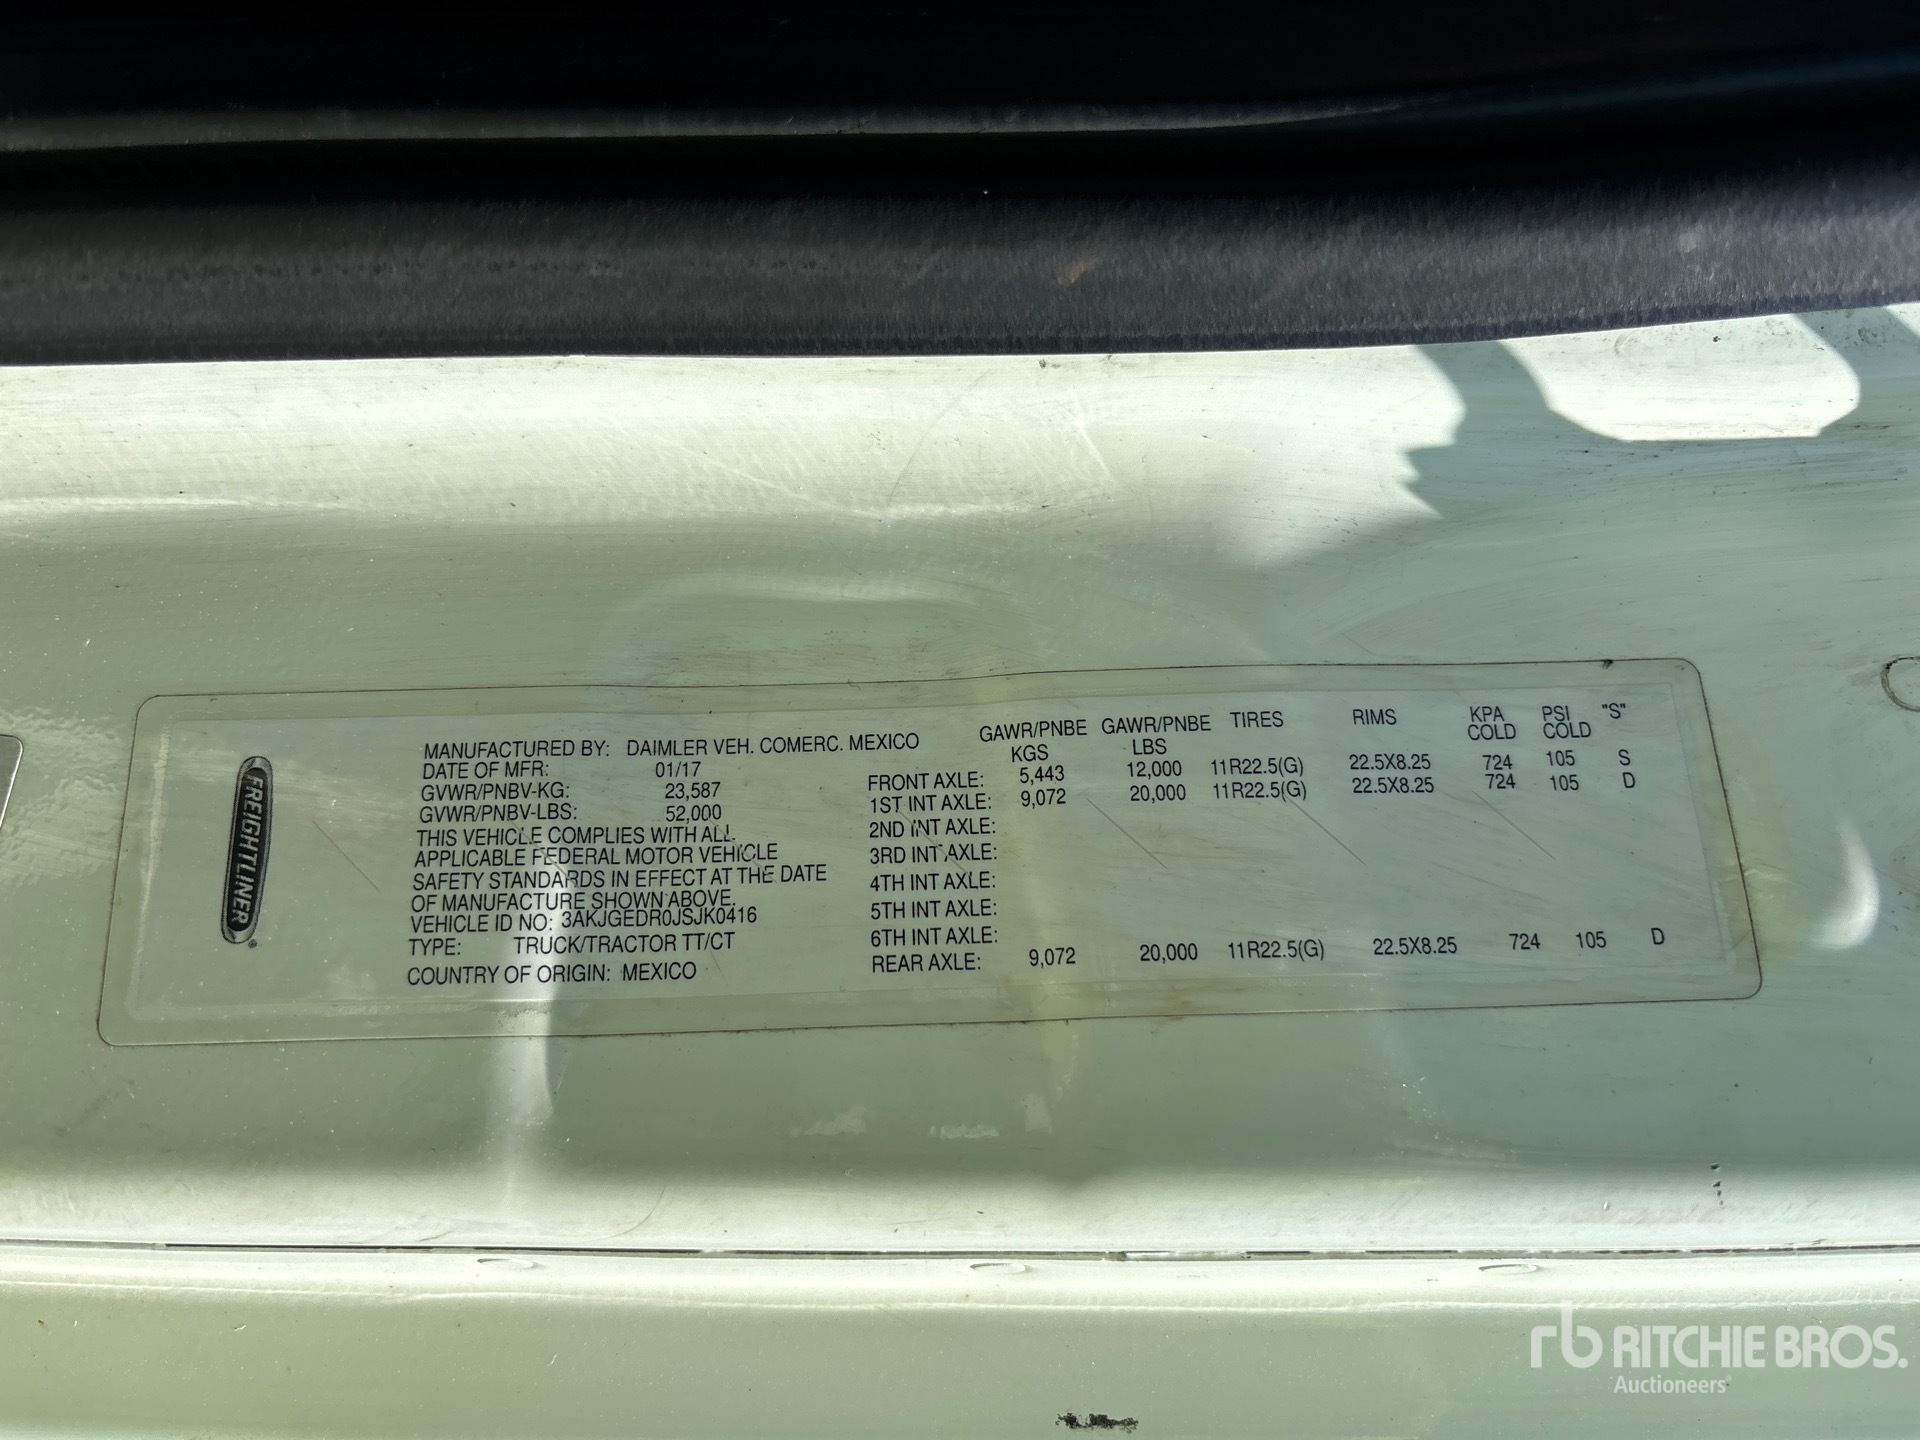 FREIGHTLINER
MANUFACTURED BY: DAIMLER VEH. COMERC. MEXICO
DATE OF MFR: 01/17
GVWR/PNBV-KG: 23,587
GVWR/PNBV-LBS: 52,000
THIS VEHICLE COMPLIES WITH ALL
APPLICABLE FEDERAL MOTOR VEHICLE
SAFETY STANDARDS IN EFFECT AT THE DATE
OF MANUFACTURE SHOWN ABOVE.
VEHICLE ID NO: 3AKJGEDR0JSJK0416
TYPE: TRUCK/TRACTOR TT/CT
COUNTRY OF ORIGIN: MEXICO
GAWR/PNBE KGS GAWR/PNBE LBS TIRES RIMS KPA COLD PSI COLD "S"
FRONT AXLE: 5,443 12,000 11R22.5(G) 22.5X8.25 724 105 S
1ST INT AXLE: 9,072 20,000 11R22.5(G) 22.5X8.25 724 105 D
2ND INT AXLE:
3RD INT AXLE:
4TH INT AXLE:
5TH INT AXLE:
6TH INT AXLE:
REAR AXLE: 9,072 20,000 11R22.5(G) 22.5X8.25 724 105 D
rb RITCHIE BROS.
Auctioneers